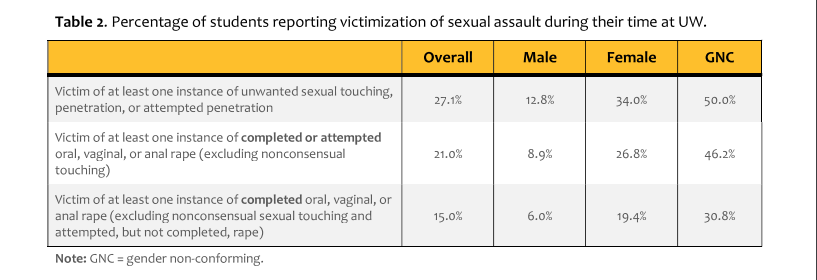 Table 2. Percentage of students reporting victimization of sexual assault during their time at UW.
Overall Male Female GNC
Victim of at least one instance of unwanted sexual touching,
penetration, or attempted penetration
27.1% 12.8% 34.0% 50.0%
Victim of at least one instance of completed or attempted
oral, vaginal, or anal rape (excluding nonconsensual
touching)
21.0% 8.9% 26.8% 46.2%
Victim of at least one instance of completed oral, vaginal, or
anal rape (excluding nonconsensual sexual touching and
attempted, but not completed, rape)
15.0% 6.0% 19.4% 30.8%
Note: GNC = gender non-conforming.